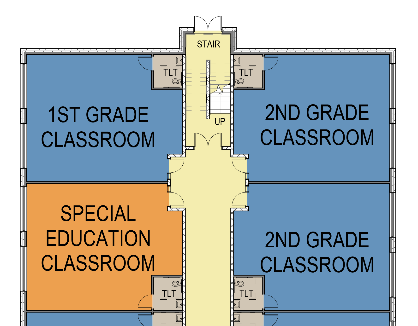 STAIR
TLT
TLT
1ST GRADE
CLASSROOM
UP
2ND GRADE
CLASSROOM
SPECIAL
EDUCATION
CLASSROOM
2ND GRADE
CLASSROOM
TLT
TLT